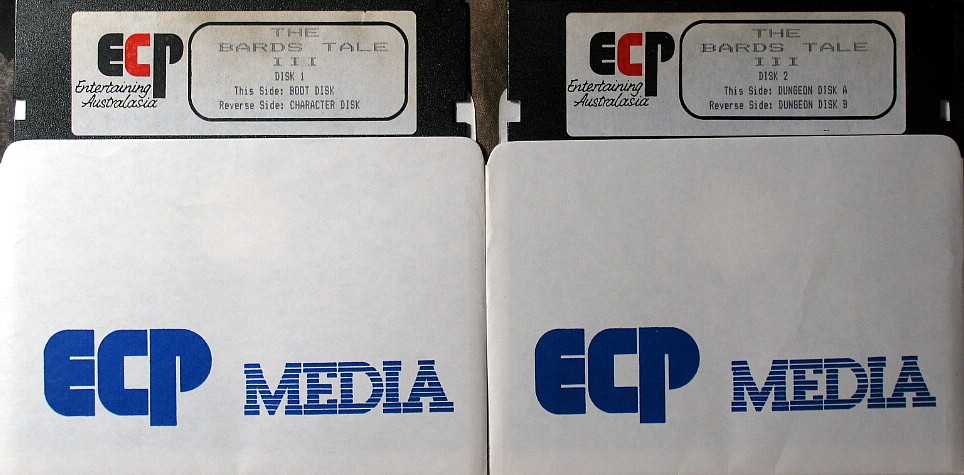 ECP
Entertaining
Australasia
THE
BARDS TALE
III
DISK 1
This Side: BOOT DISK
Reverse Side: CHARACTER DISK
ECP
Entertaining
Australasia
THE
BARDS TALE
III
DISK 2
This Side: DUNGEON DISK A
Reverse Side: DUNGEON DISK B
ECP MEDIA
ECP MEDIA